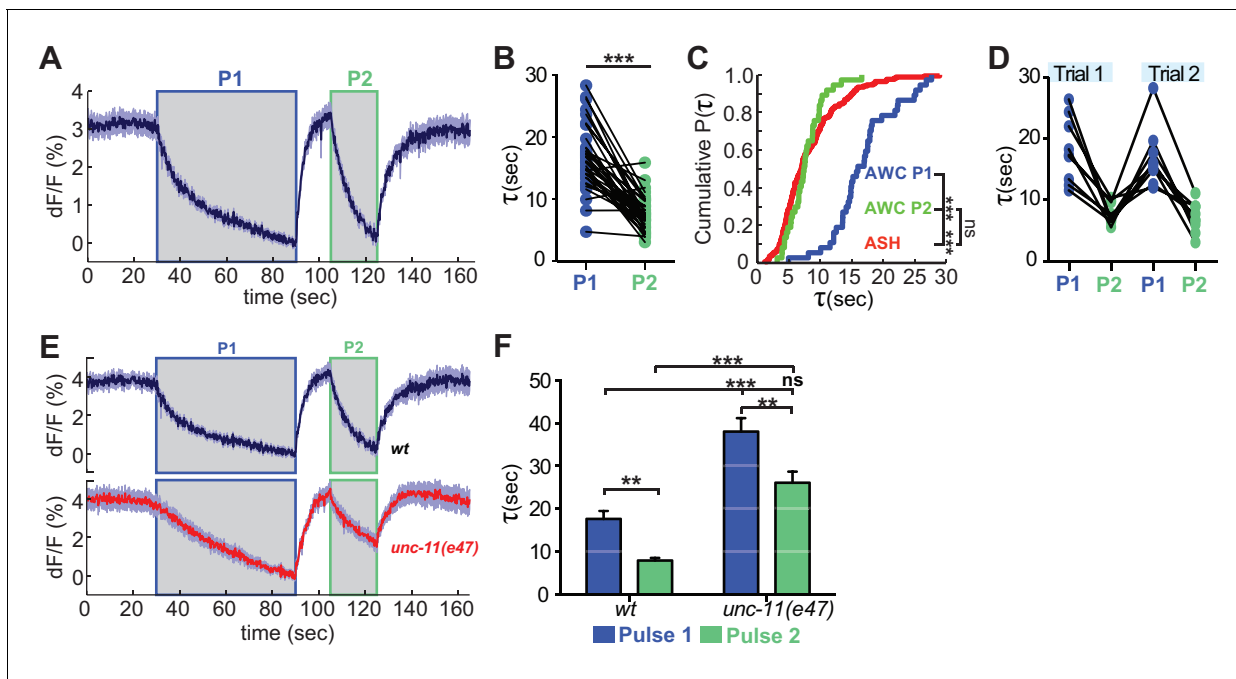 A
P1
P2
dF/F (%)
4
3
2
1
0
0 20 40 60 80 100 120 140 160
time (sec)
B
***
τ(sec)
30
20
10
0
P1 P2
C
Cumulative P(τ)
1.0
0.8
0.6
0.4
0.2
0
0 5 10 15 20 25 30
τ(sec)
AWC P1
AWC P2
ASH
***
***
ns
D
Trial 1 Trial 2
τ(sec)
30
20
10
0
P1 P2 P1 P2
E
P1 P2
dF/F (%)
4
2
0
wt
dF/F (%)
4
2
0
unc-11(e47)
0 20 40 60 80 100 120 140 160
time (sec)
F
***
*** ns
**
**
τ(sec)
50
40
30
20
10
0
wt unc-11(e47)
Pulse 1 Pulse 2